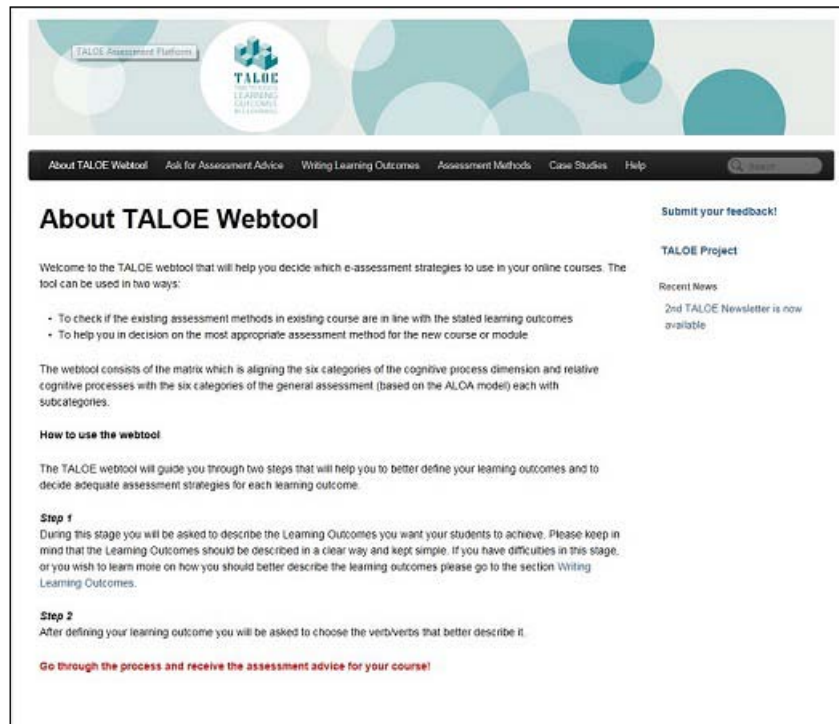 TALOE Assessment Platform
TALOE
TIME TO ASSESS
LEARNING
OUTCOMES
IN E-LEARNING
About TALOE Webtool Ask for Assessment Advice Writing Learning Outcomes Assessment Methods Case Studies Help Search
About TALOE Webtool
Welcome to the TALOE webtool that will help you decide which e-assessment strategies to use in your online courses. The
tool can be used in two ways:
• To check if the existing assessment methods in existing course are in line with the stated learning outcomes
• To help you in decision on the most appropriate assessment method for the new course or module
The webtool consists of the matrix which is aligning the six categories of the cognitive process dimension and relative
cognitive processes with the six categories of the general assessment (based on the ALOA model) each with
subcategories.
How to use the webtool
The TALOE webtool will guide you through two steps that will help you to better define your learning outcomes and to
decide adequate assessment strategies for each learning outcome.
Step 1
During this stage you will be asked to describe the Learning Outcomes you want your students to achieve. Please keep in
mind that the Learning Outcomes should be described in a clear way and kept simple. If you have difficulties in this stage,
or you wish to learn more on how you should better describe the learning outcomes please go to the section Writing
Learning Outcomes.
Step 2
After defining your learning outcome you will be asked to choose the verb/verbs that better describe it.
Go through the process and receive the assessment advice for your course!
Submit your feedback!
TALOE Project
Recent News
2nd TALOE Newsletter is now
available